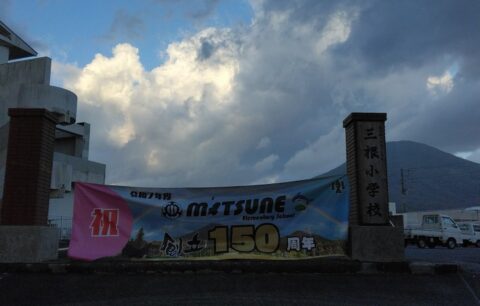 令和7年度
祝
MITSUNE
Elementary School
創立150周年
三根小学校